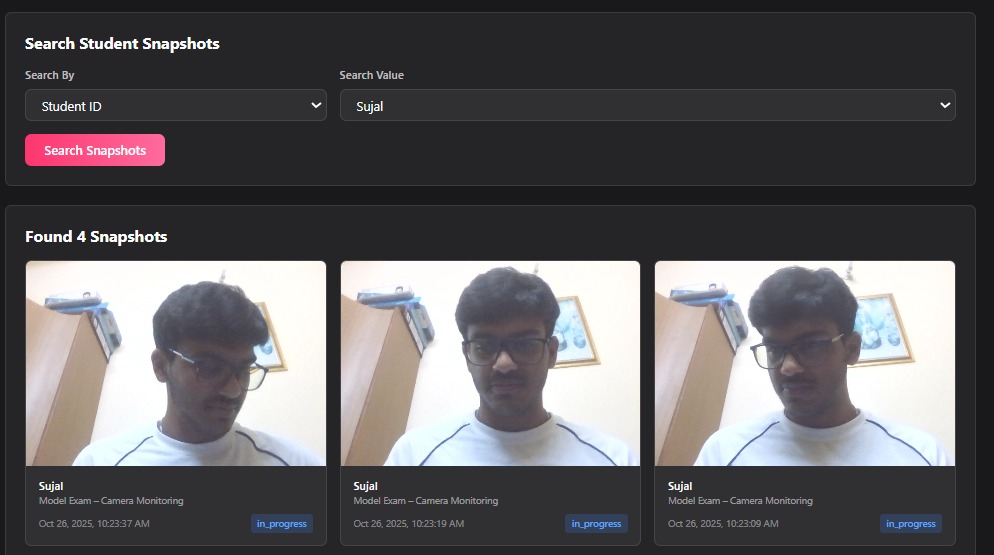 Search Student Snapshots
Search By
Search Value
Student ID
Sujal
Search Snapshots
Found 4 Snapshots
Sujal
Model Exam – Camera Monitoring
Oct 26, 2025, 10:23:37 AM
in_progress
Sujal
Model Exam – Camera Monitoring
Oct 26, 2025, 10:23:19 AM
in_progress
Sujal
Model Exam – Camera Monitoring
Oct 26, 2025, 10:23:09 AM
in_progress